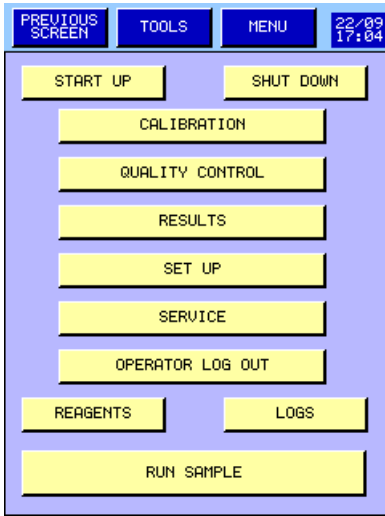 PREVIOUS SCREEN TOOLS MENU 22/09 17:04
START UP SHUT DOWN
CALIBRATION
QUALITY CONTROL
RESULTS
SET UP
SERVICE
OPERATOR LOG OUT
REAGENTS LOGS
RUN SAMPLE